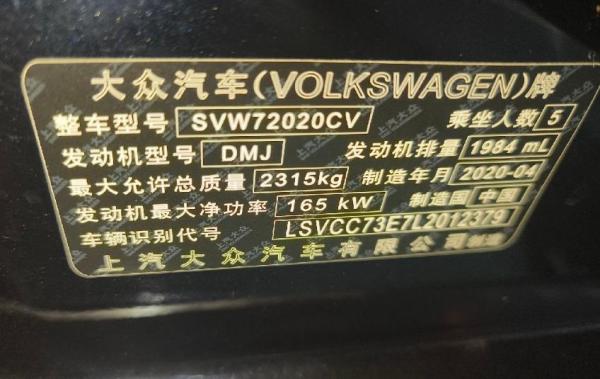 大众汽车(VOLKSWAGEN)牌
整车型号 SVW72020CV 乘坐人数 5
发动机型号 DMJ 发动机排量 1984 mL
最大允许总质量 2315kg 制造年月 2020-04
发动机最大净功率 165 kW 制造国 中国
车辆识别代号 LSVCC73E7L2012379
上汽大众汽车有限公司制造